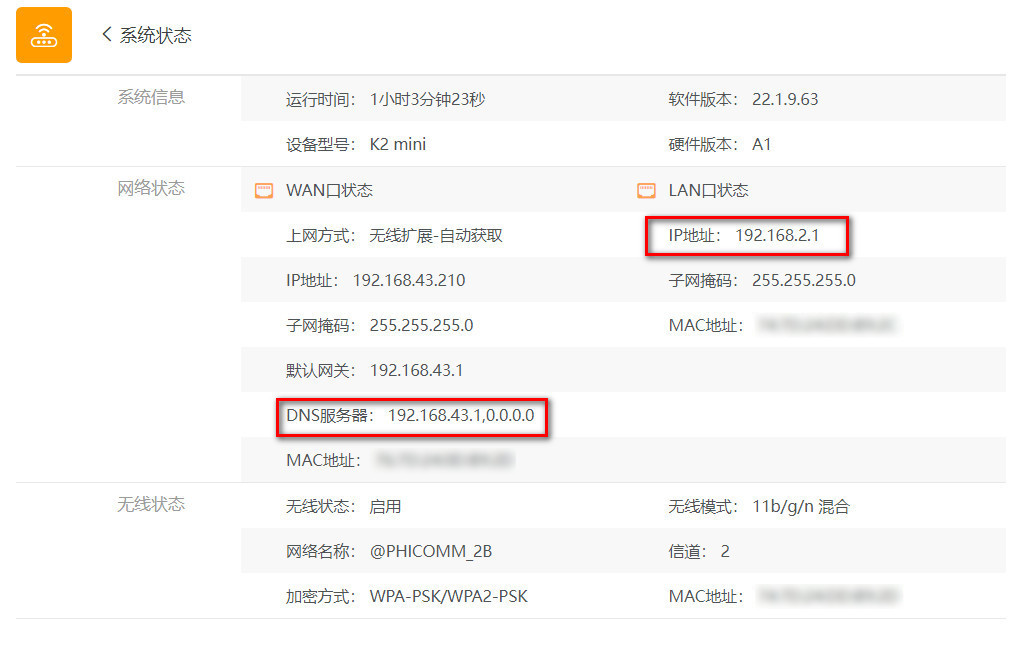 系统状态
系统信息
运行时间： 1小时3分钟23秒
软件版本： 22.1.9.63
设备型号： K2 mini
硬件版本： A1
网络状态
WAN口状态
LAN口状态
上网方式： 无线扩展-自动获取
IP地址： 192.168.2.1
IP地址： 192.168.43.210
子网掩码： 255.255.255.0
子网掩码： 255.255.255.0
MAC地址：
默认网关： 192.168.43.1
DNS服务器： 192.168.43.1,0.0.0.0
MAC地址：
无线状态
无线状态： 启用
无线模式： 11b/g/n 混合
网络名称： @PHICOMM_2B
信道： 2
加密方式： WPA-PSK/WPA2-PSK
MAC地址：